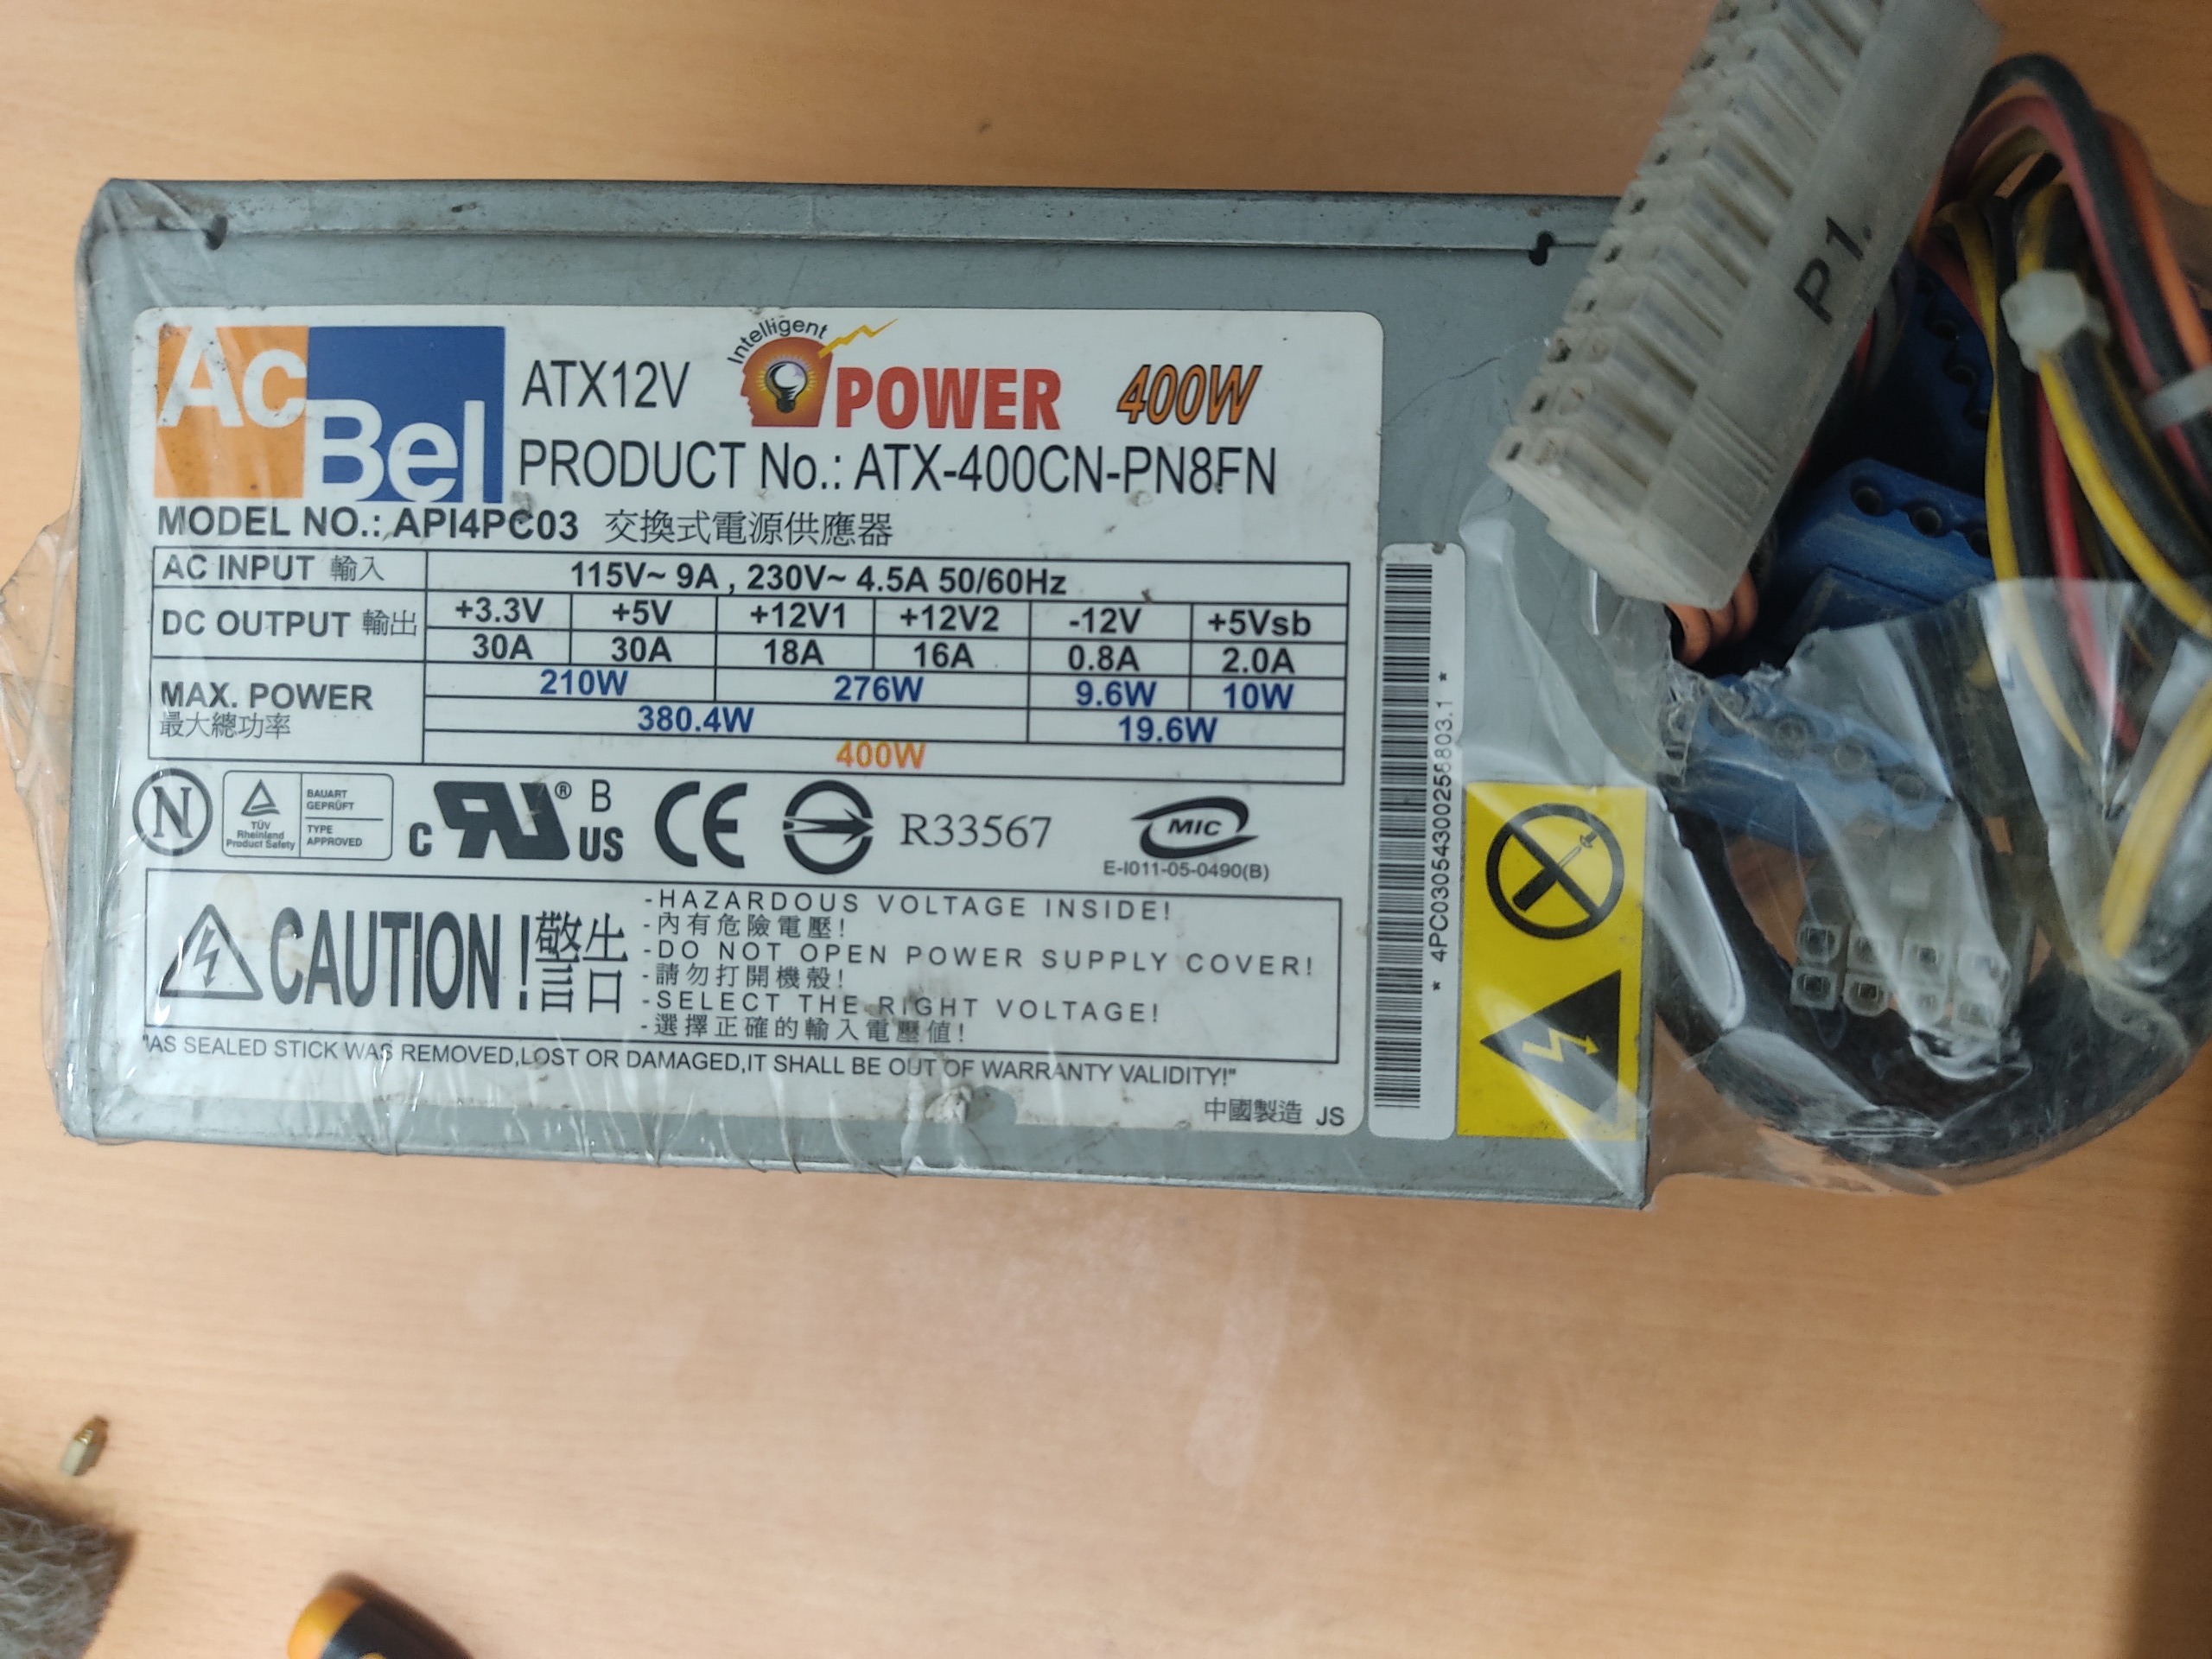 P1.
AcBel
ATX12V Intelligent POWER 400W
PRODUCT No.: ATX-400CN-PN8FN
MODEL NO.: API4PC03 交換式電源供應器
AC INPUT 輸入 115V~ 9A , 230V~ 4.5A 50/60Hz
DC OUTPUT 輸出 +3.3V +5V +12V1 +12V2 -12V +5Vsb
30A 30A 18A 16A 0.8A 2.0A
MAX. POWER 210W 276W 9.6W 10W
最大總功率 380.4W 19.6W
400W
N
TÜV Rheinland Product Safety
BAUART GEPRÜFT
TYPE APPROVED
c RU ® B US
CE
R33567
MIC
E-I011-05-0490(B)
CAUTION ! 警告
-HAZARDOUS VOLTAGE INSIDE!
-內有危險電壓!
-DO NOT OPEN POWER SUPPLY COVER!
-請勿打開機殼!
-SELECT THE RIGHT VOLTAGE!
-選擇正確的輸入電壓值!
"AS SEALED STICK WAS REMOVED,LOST OR DAMAGED,IT SHALL BE OUT OF WARRANTY VALIDITY!"
中國製造 JS